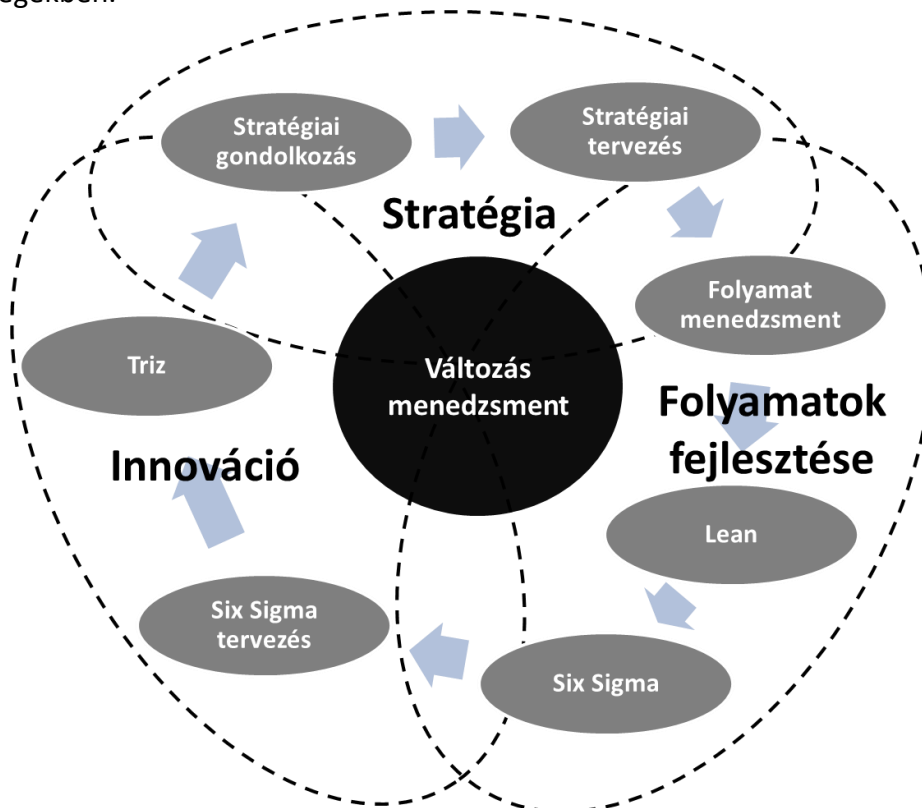 Stratégiai
gondolkozás
Stratégiai
tervezés
Stratégia
Folyamat
menedzsment
Triz
Változás
menedzsment
Folyamatok
fejlesztése
Innováció
Lean
Six Sigma
tervezés
Six Sigma